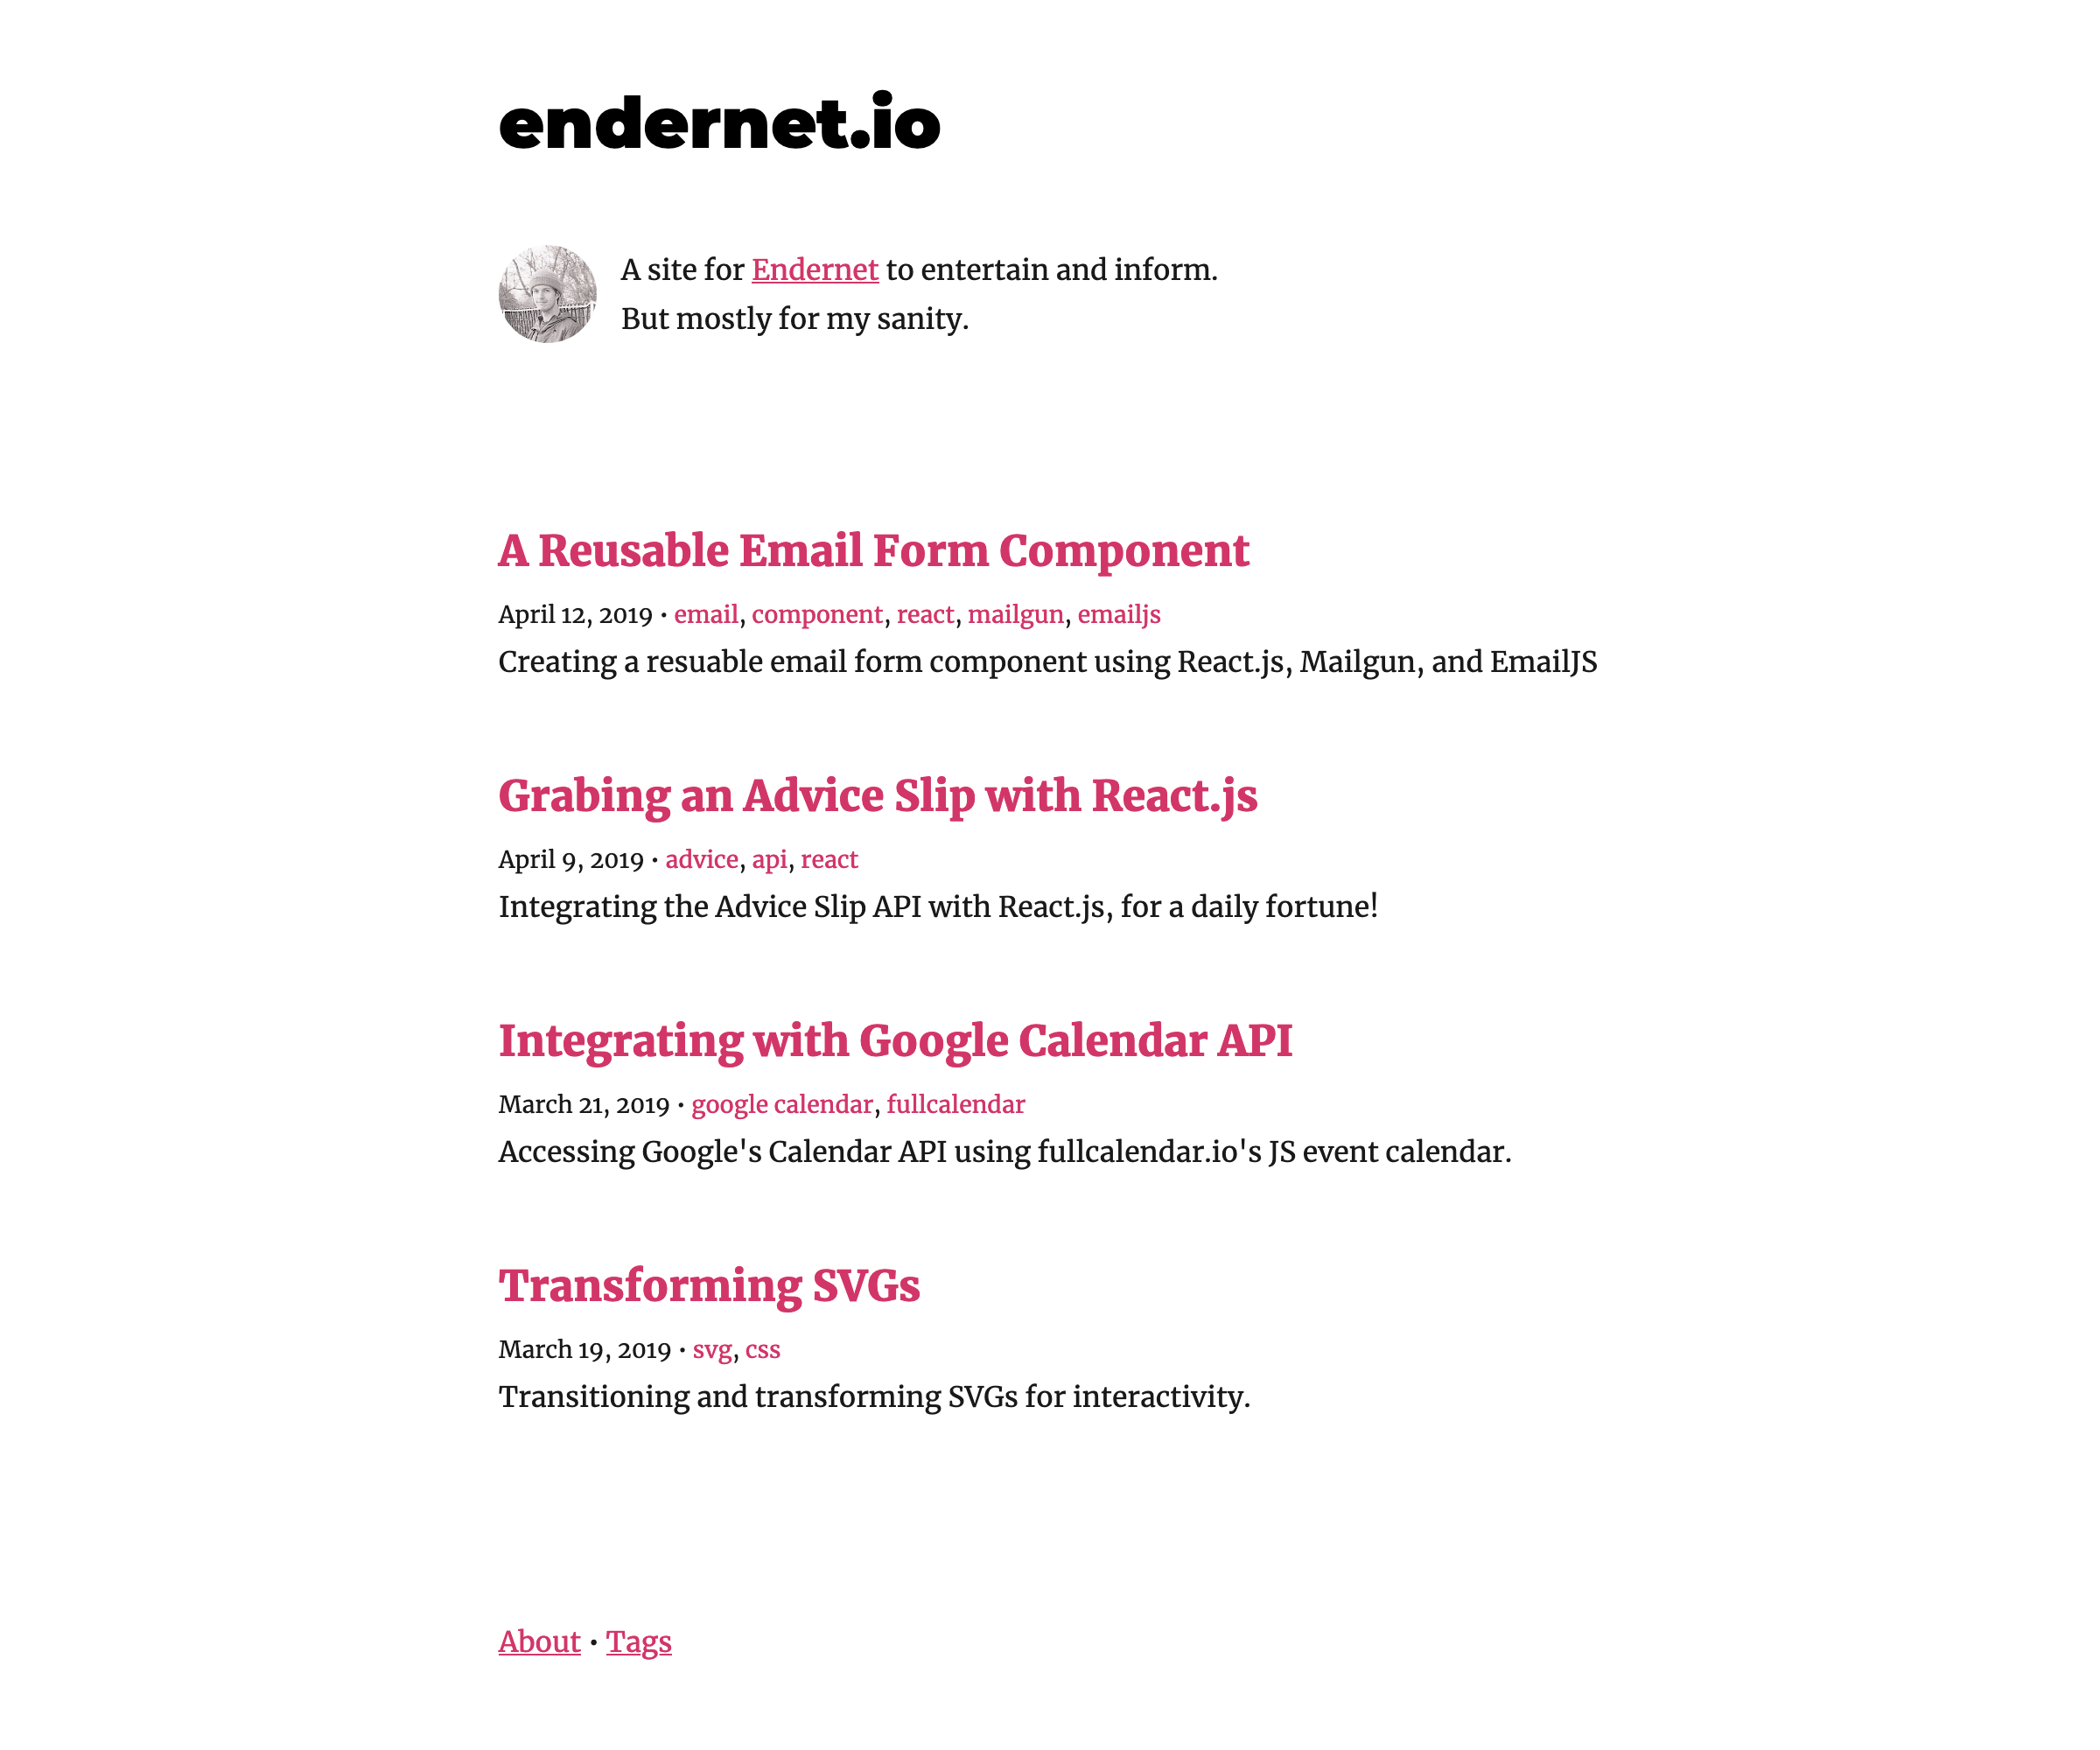 endernet.io
A site for Endernet to entertain and inform.
But mostly for my sanity.
A Reusable Email Form Component
April 12, 2019 • email, component, react, mailgun, emailjs
Creating a resuable email form component using React.js, Mailgun, and EmailJS
Grabing an Advice Slip with React.js
April 9, 2019 • advice, api, react
Integrating the Advice Slip API with React.js, for a daily fortune!
Integrating with Google Calendar API
March 21, 2019 • google calendar, fullcalendar
Accessing Google's Calendar API using fullcalendar.io's JS event calendar.
Transforming SVGs
March 19, 2019 • svg, css
Transitioning and transforming SVGs for interactivity.
About • Tags